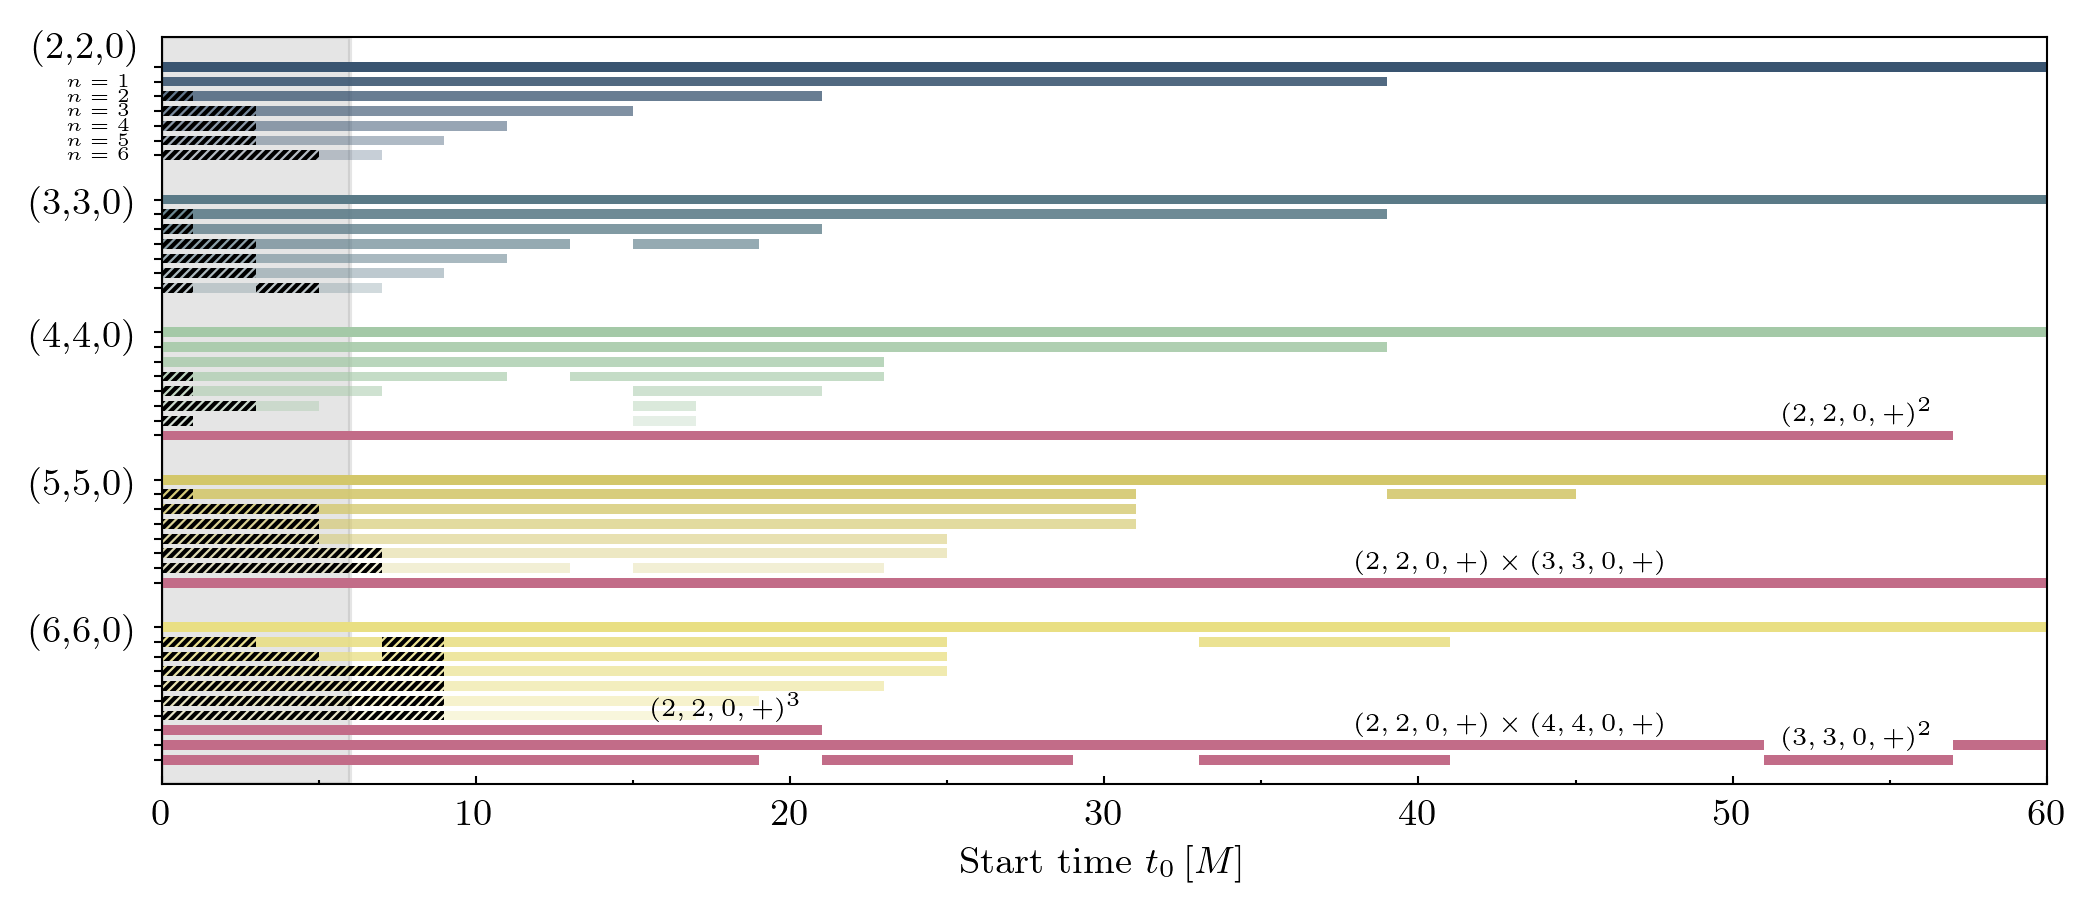 (2,2,0)
n = 1
n = 2
n = 3
n = 4
n = 5
n = 6
(3,3,0)
(4,4,0)
(2, 2, 0, +)²
(5,5,0)
(2, 2, 0, +) × (3, 3, 0, +)
(6,6,0)
(2, 2, 0, +)³
(2, 2, 0, +) × (4, 4, 0, +)
(3, 3, 0, +)²
0 10 20 30 40 50 60
Start time t₀ [M]